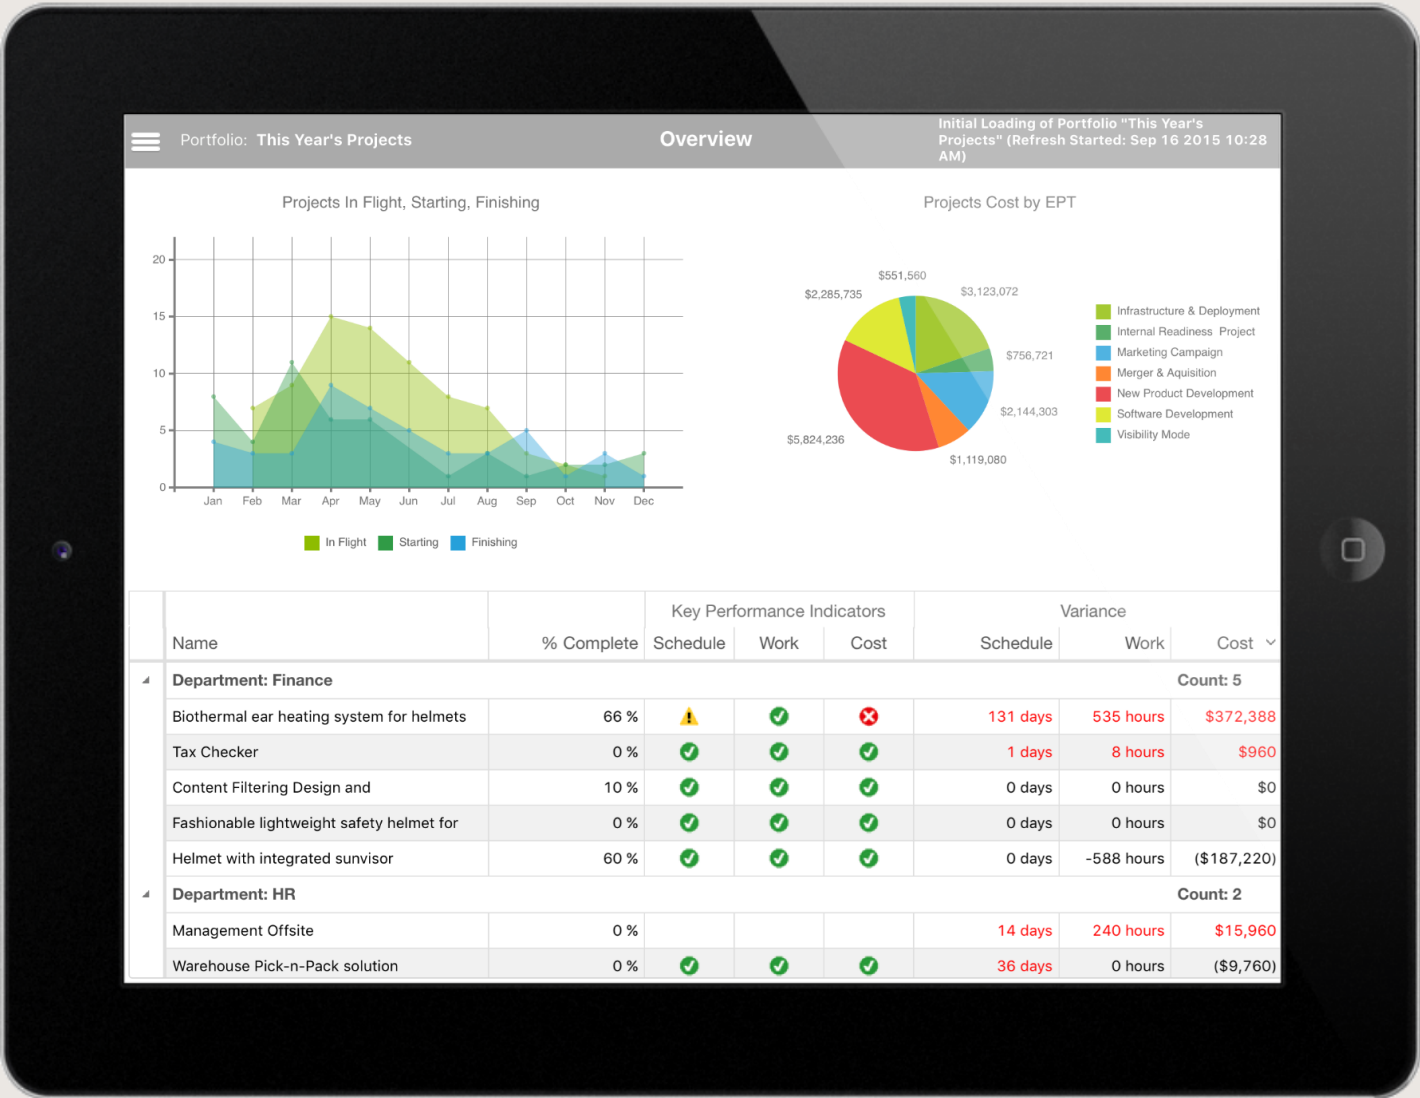 Portfolio: This Year's Projects
Overview
Initial Loading of Portfolio "This Year's
Projects" (Refresh Started: Sep 16 2015 10:28
AM)
Projects In Flight, Starting, Finishing
20
15
10
5
0
Jan Feb Mar Apr May Jun Jul Aug Sep Oct Nov Dec
In Flight Starting Finishing
Projects Cost by EPT
$551,560
$2,285,735
$3,123,072
$756,721
$2,144,303
$5,824,236
$1,119,080
Infrastructure & Deployment
Internal Readiness Project
Marketing Campaign
Merger & Aquisition
New Product Development
Software Development
Visibility Mode
Key Performance Indicators Variance
Name % Complete Schedule Work Cost Schedule Work Cost
Department: Finance Count: 5
Biothermal ear heating system for helmets 66 % 131 days 535 hours $372,388
Tax Checker 0 % 1 days 8 hours $960
Content Filtering Design and 10 % 0 days 0 hours $0
Fashionable lightweight safety helmet for 0 % 0 days 0 hours $0
Helmet with integrated sunvisor 60 % 0 days -588 hours ($187,220)
Department: HR Count: 2
Management Offsite 0 % 14 days 240 hours $15,960
Warehouse Pick-n-Pack solution 0 % 36 days 0 hours ($9,760)